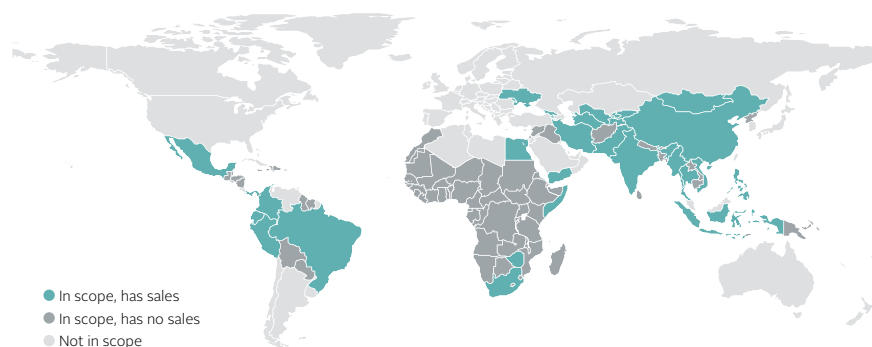 In scope, has sales
In scope, has no sales
Not in scope